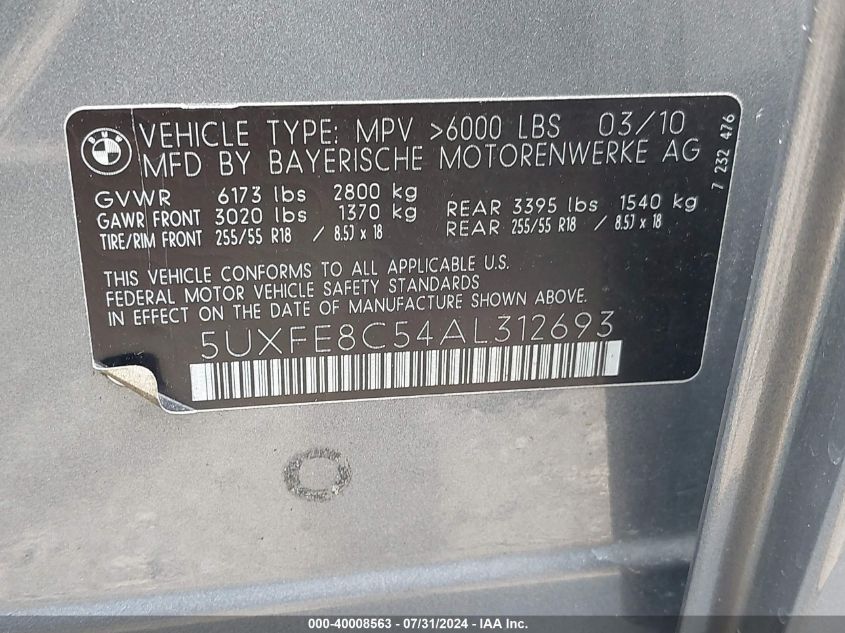 BMW
VEHICLE TYPE: MPV >6000 LBS 03/10
MFD BY BAYERISCHE MOTORENWERKE AG
7 232 476
GVWR 6173 lbs 2800 kg
GAWR FRONT 3020 lbs 1370 kg REAR 3395 lbs 1540 kg
TIRE/RIM FRONT 255/55 R18 / 8.5J x 18 REAR 255/55 R18 / 8.5J x 18
THIS VEHICLE CONFORMS TO ALL APPLICABLE U.S.
FEDERAL MOTOR VEHICLE SAFETY STANDARDS
IN EFFECT ON THE DATE OF MANUFACTURE SHOWN ABOVE.
5UXFE8C54AL312693
000-40008563 - 07/31/2024 - IAA Inc.